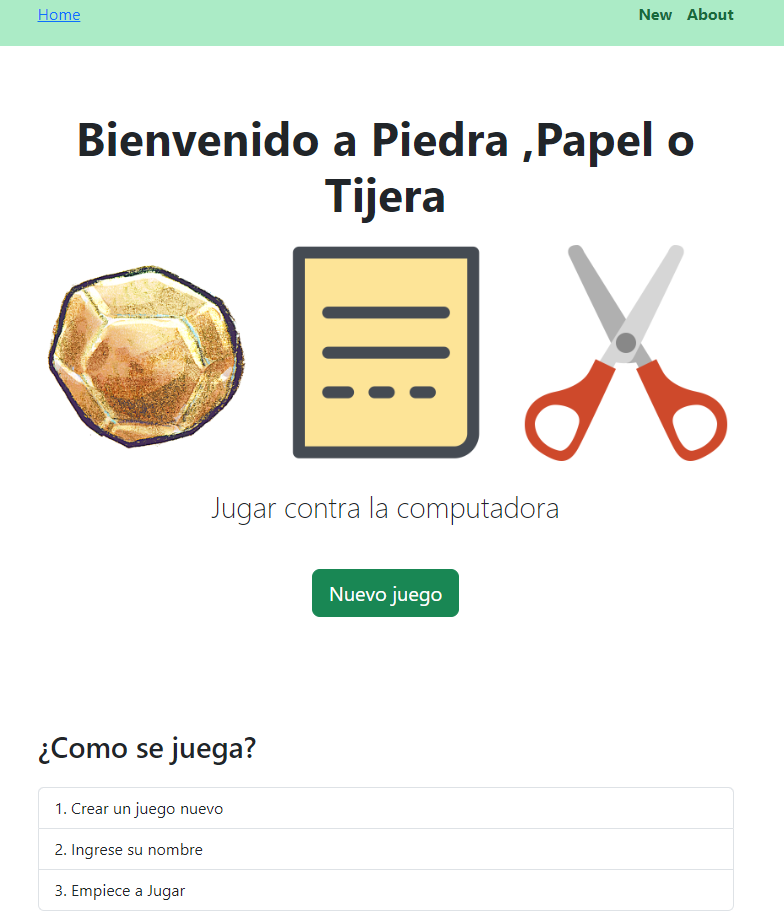 Home New About
Bienvenido a Piedra ,Papel o
Tijera
Jugar contra la computadora
Nuevo juego
¿Como se juega?
1. Crear un juego nuevo
2. Ingrese su nombre
3. Empiece a Jugar